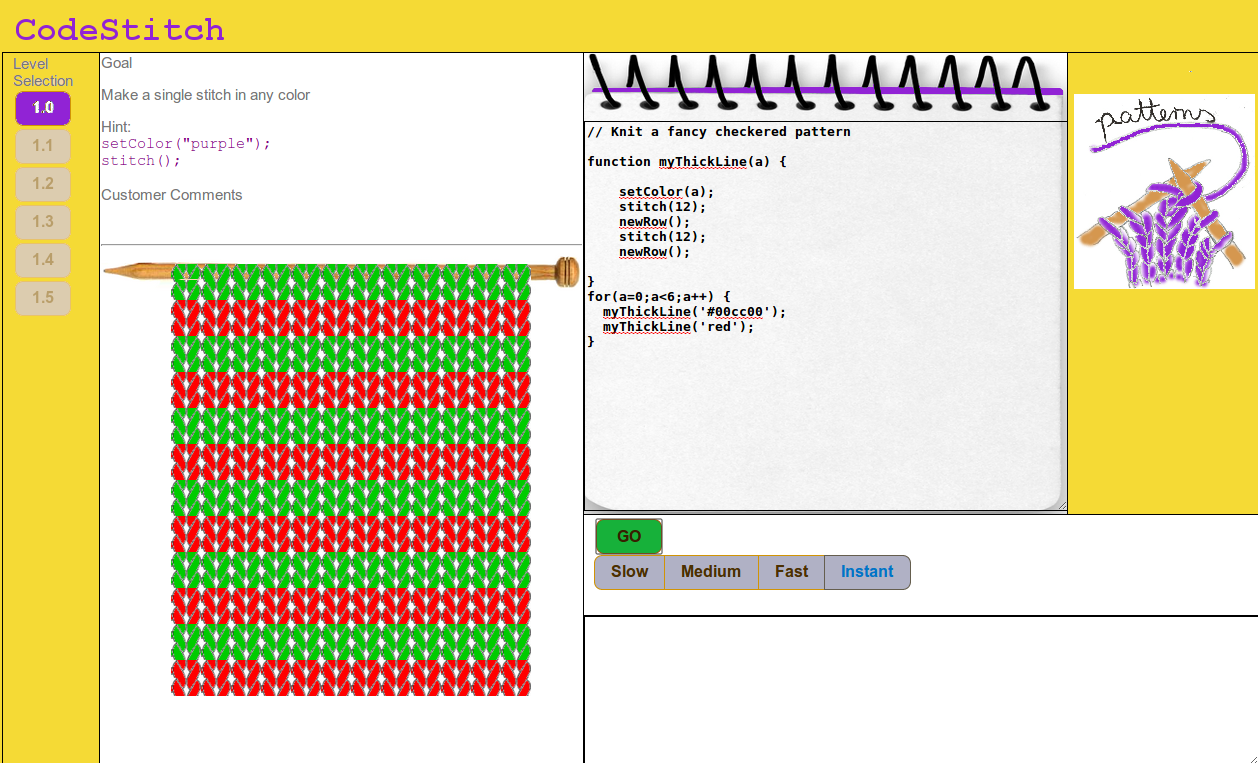 CodeStitch
Level
Selection
1.0
1.1
1.2
1.3
1.4
1.5
Goal
Make a single stitch in any color
Hint:
setColor("purple");
stitch();
Customer Comments
// Knit a fancy checkered pattern
function myThickLine(a) {
setColor(a);
stitch(12);
newRow();
stitch(12);
newRow();
}
for(a=0;a<6;a++) {
myThickLine('#00cc00');
myThickLine('red');
}
patterns
GO
Slow Medium Fast Instant